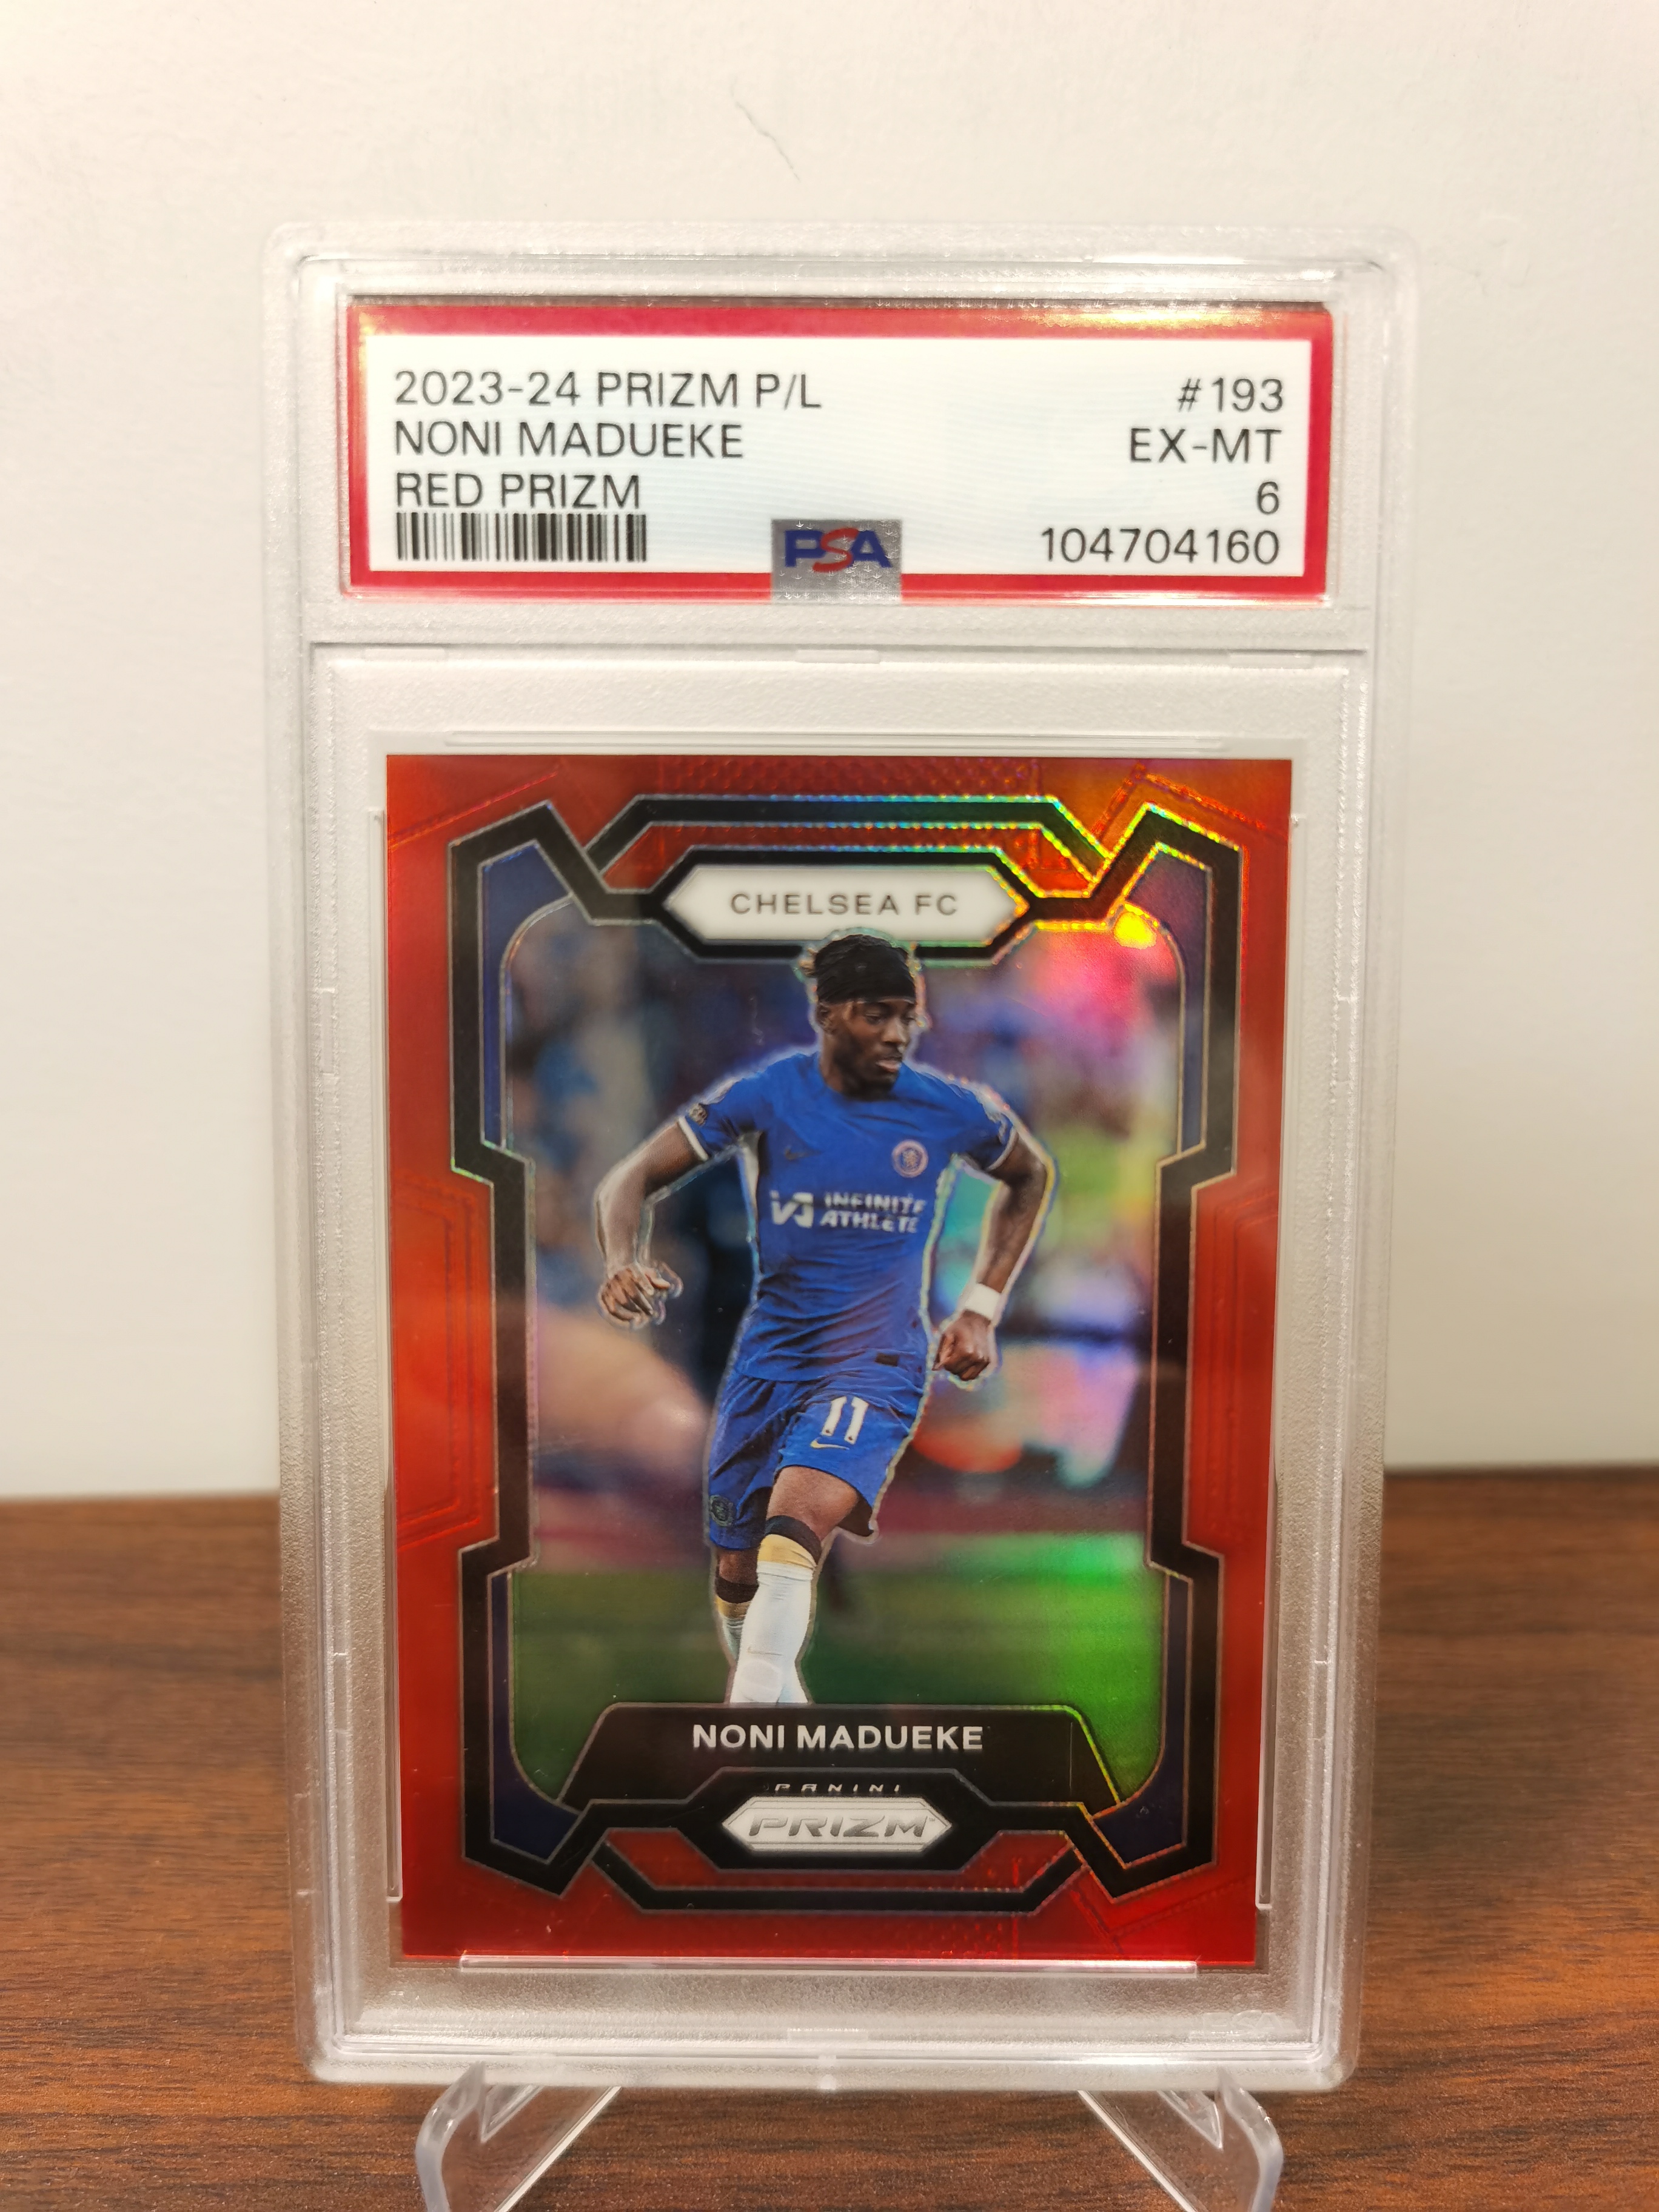 2023-24 PRIZM P/L
NONI MADUEKE
RED PRIZM
#193
EX-MT
6
104704160
PSA
CHELSEA FC
INFINITE
ATHLETE
11
NONI MADUEKE
PANINI
PRIZM